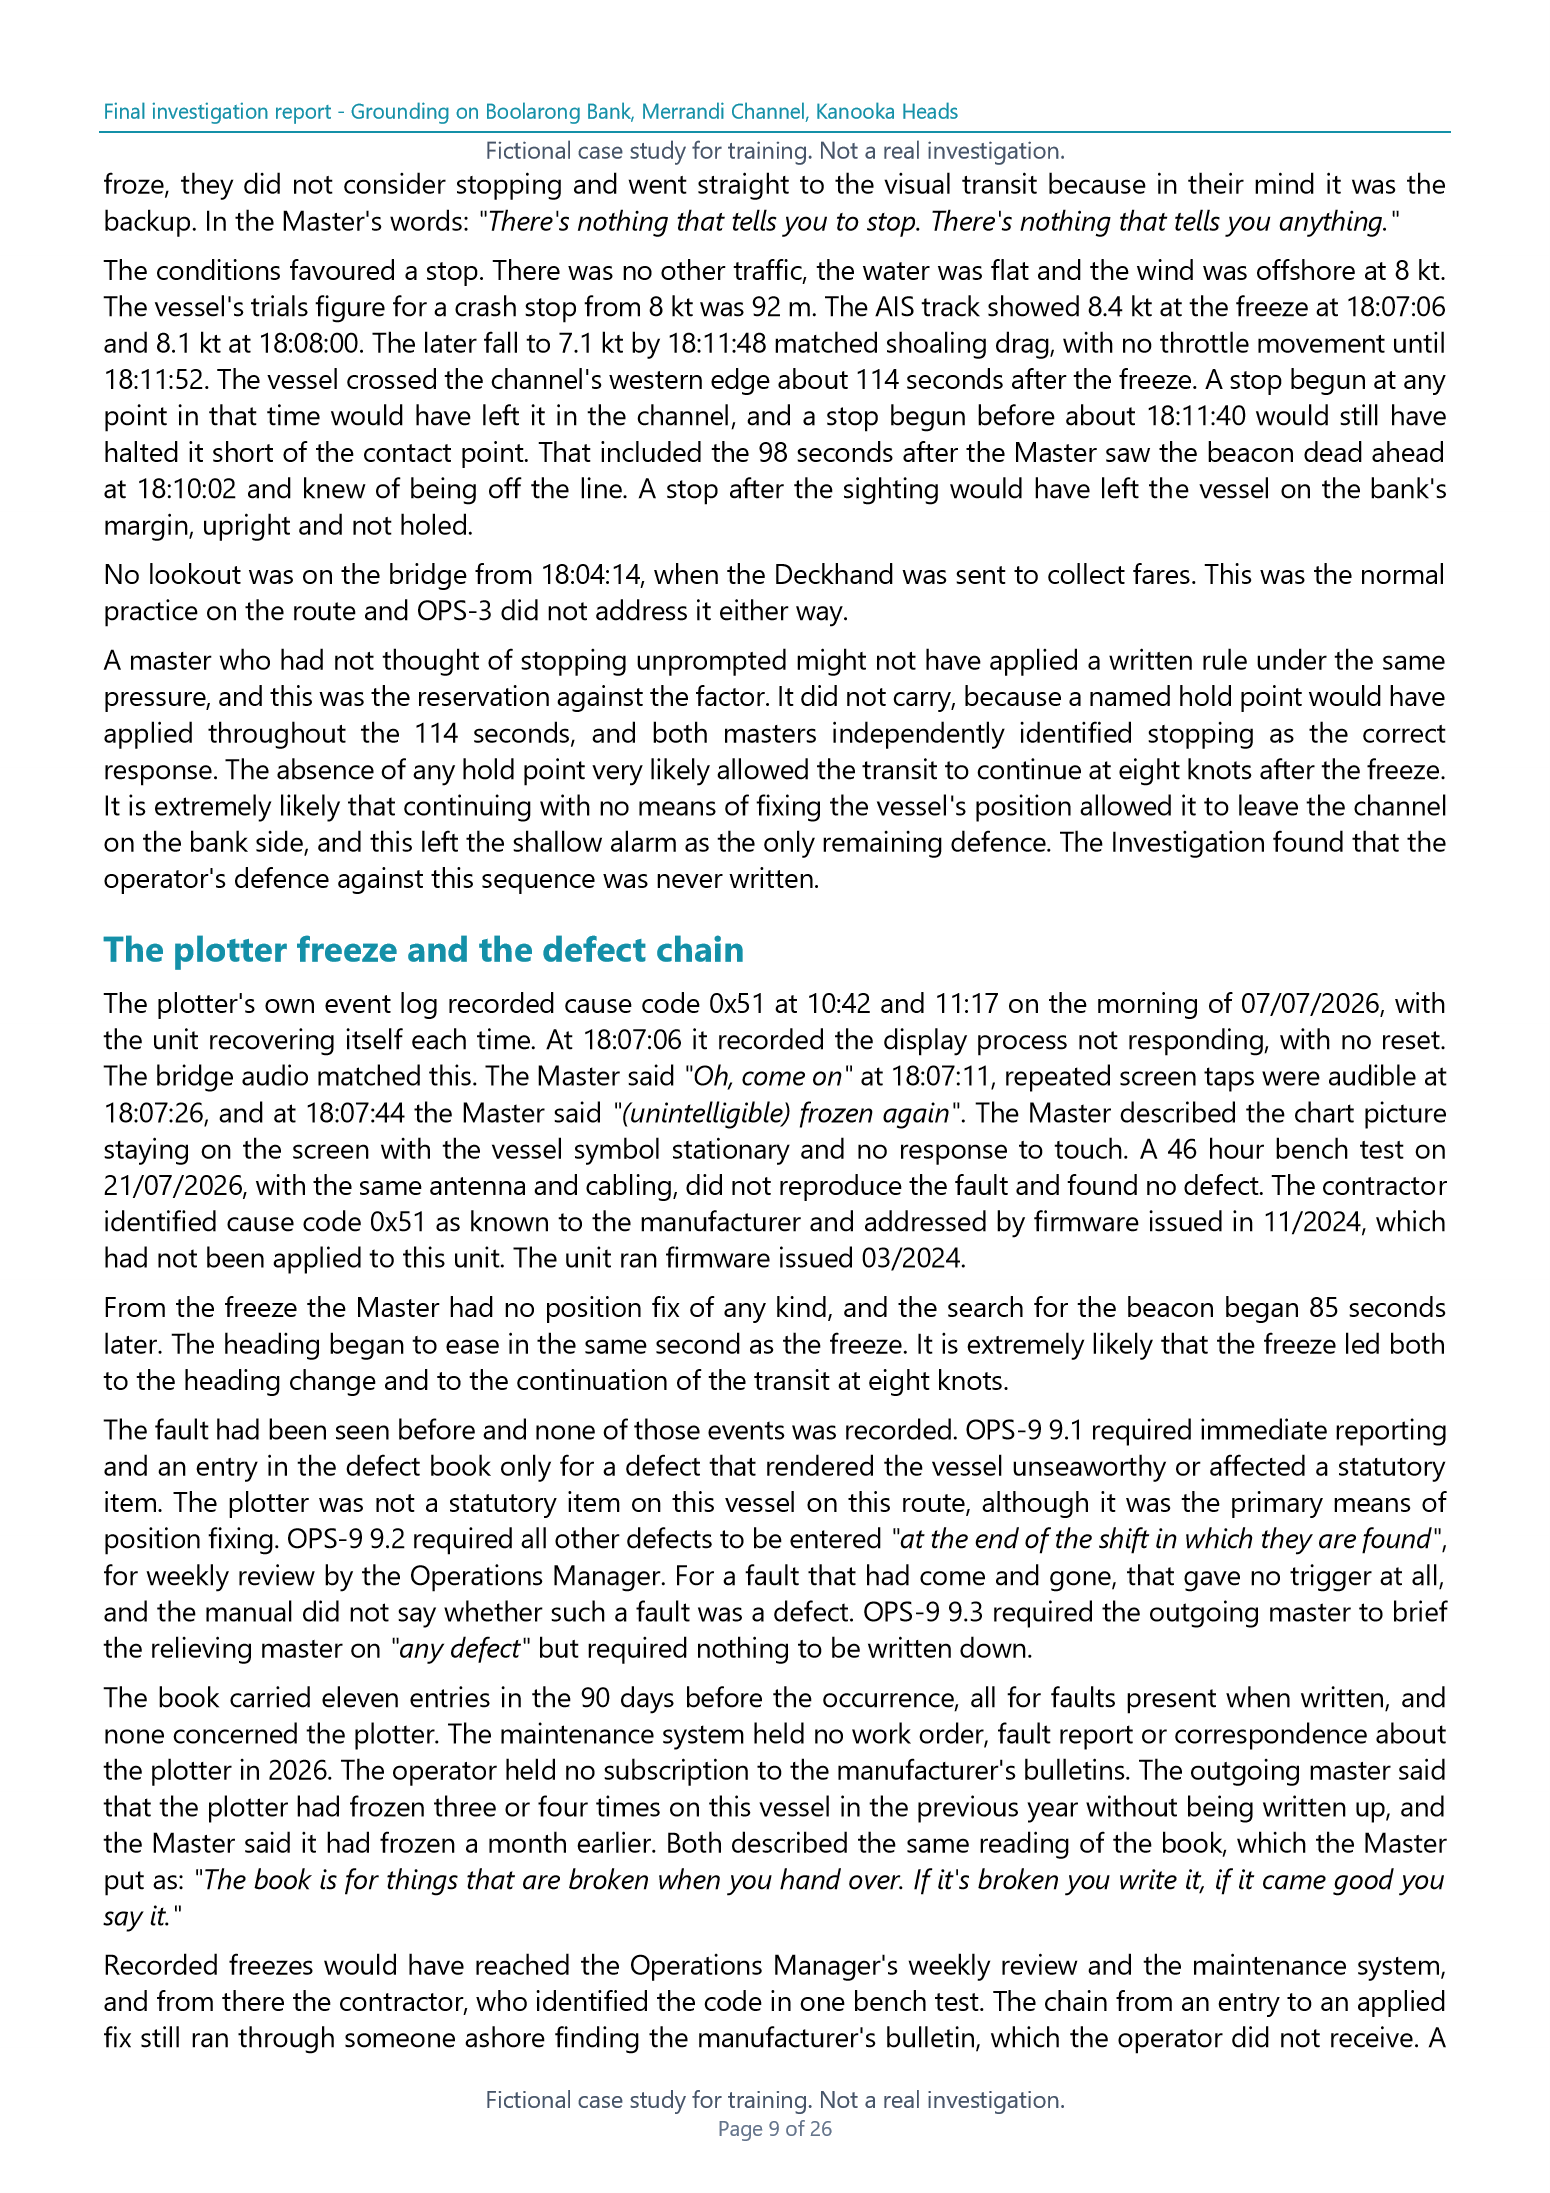 Final investigation report - Grounding on Boolarong Bank, Merrandi Channel, Kanooka Heads
Fictional case study for training. Not a real investigation.
froze, they did not consider stopping and went straight to the visual transit because in their mind it was the
backup. In the Master's words: "There's nothing that tells you to stop. There's nothing that tells you anything."
The conditions favoured a stop. There was no other traffic, the water was flat and the wind was offshore at 8 kt.
The vessel's trials figure for a crash stop from 8 kt was 92 m. The AIS track showed 8.4 kt at the freeze at 18:07:06
and 8.1 kt at 18:08:00. The later fall to 7.1 kt by 18:11:48 matched shoaling drag, with no throttle movement until
18:11:52. The vessel crossed the channel's western edge about 114 seconds after the freeze. A stop begun at any
point in that time would have left it in the channel, and a stop begun before about 18:11:40 would still have
halted it short of the contact point. That included the 98 seconds after the Master saw the beacon dead ahead
at 18:10:02 and knew of being off the line. A stop after the sighting would have left the vessel on the bank's
margin, upright and not holed.
No lookout was on the bridge from 18:04:14, when the Deckhand was sent to collect fares. This was the normal
practice on the route and OPS-3 did not address it either way.
A master who had not thought of stopping unprompted might not have applied a written rule under the same
pressure, and this was the reservation against the factor. It did not carry, because a named hold point would have
applied throughout the 114 seconds, and both masters independently identified stopping as the correct
response. The absence of any hold point very likely allowed the transit to continue at eight knots after the freeze.
It is extremely likely that continuing with no means of fixing the vessel's position allowed it to leave the channel
on the bank side, and this left the shallow alarm as the only remaining defence. The Investigation found that the
operator's defence against this sequence was never written.
The plotter freeze and the defect chain
The plotter's own event log recorded cause code 0x51 at 10:42 and 11:17 on the morning of 07/07/2026, with
the unit recovering itself each time. At 18:07:06 it recorded the display process not responding, with no reset.
The bridge audio matched this. The Master said "Oh, come on" at 18:07:11, repeated screen taps were audible at
18:07:26, and at 18:07:44 the Master said "(unintelligible) frozen again". The Master described the chart picture
staying on the screen with the vessel symbol stationary and no response to touch. A 46 hour bench test on
21/07/2026, with the same antenna and cabling, did not reproduce the fault and found no defect. The contractor
identified cause code 0x51 as known to the manufacturer and addressed by firmware issued in 11/2024, which
had not been applied to this unit. The unit ran firmware issued 03/2024.
From the freeze the Master had no position fix of any kind, and the search for the beacon began 85 seconds
later. The heading began to ease in the same second as the freeze. It is extremely likely that the freeze led both
to the heading change and to the continuation of the transit at eight knots.
The fault had been seen before and none of those events was recorded. OPS-9 9.1 required immediate reporting
and an entry in the defect book only for a defect that rendered the vessel unseaworthy or affected a statutory
item. The plotter was not a statutory item on this vessel on this route, although it was the primary means of
position fixing. OPS-9 9.2 required all other defects to be entered "at the end of the shift in which they are found",
for weekly review by the Operations Manager. For a fault that had come and gone, that gave no trigger at all,
and the manual did not say whether such a fault was a defect. OPS-9 9.3 required the outgoing master to brief
the relieving master on "any defect" but required nothing to be written down.
The book carried eleven entries in the 90 days before the occurrence, all for faults present when written, and
none concerned the plotter. The maintenance system held no work order, fault report or correspondence about
the plotter in 2026. The operator held no subscription to the manufacturer's bulletins. The outgoing master said
that the plotter had frozen three or four times on this vessel in the previous year without being written up, and
the Master said it had frozen a month earlier. Both described the same reading of the book, which the Master
put as: "The book is for things that are broken when you hand over. If it's broken you write it, if it came good you
say it."
Recorded freezes would have reached the Operations Manager's weekly review and the maintenance system,
and from there the contractor, who identified the code in one bench test. The chain from an entry to an applied
fix still ran through someone ashore finding the manufacturer's bulletin, which the operator did not receive. A
Fictional case study for training. Not a real investigation.
Page 9 of 26